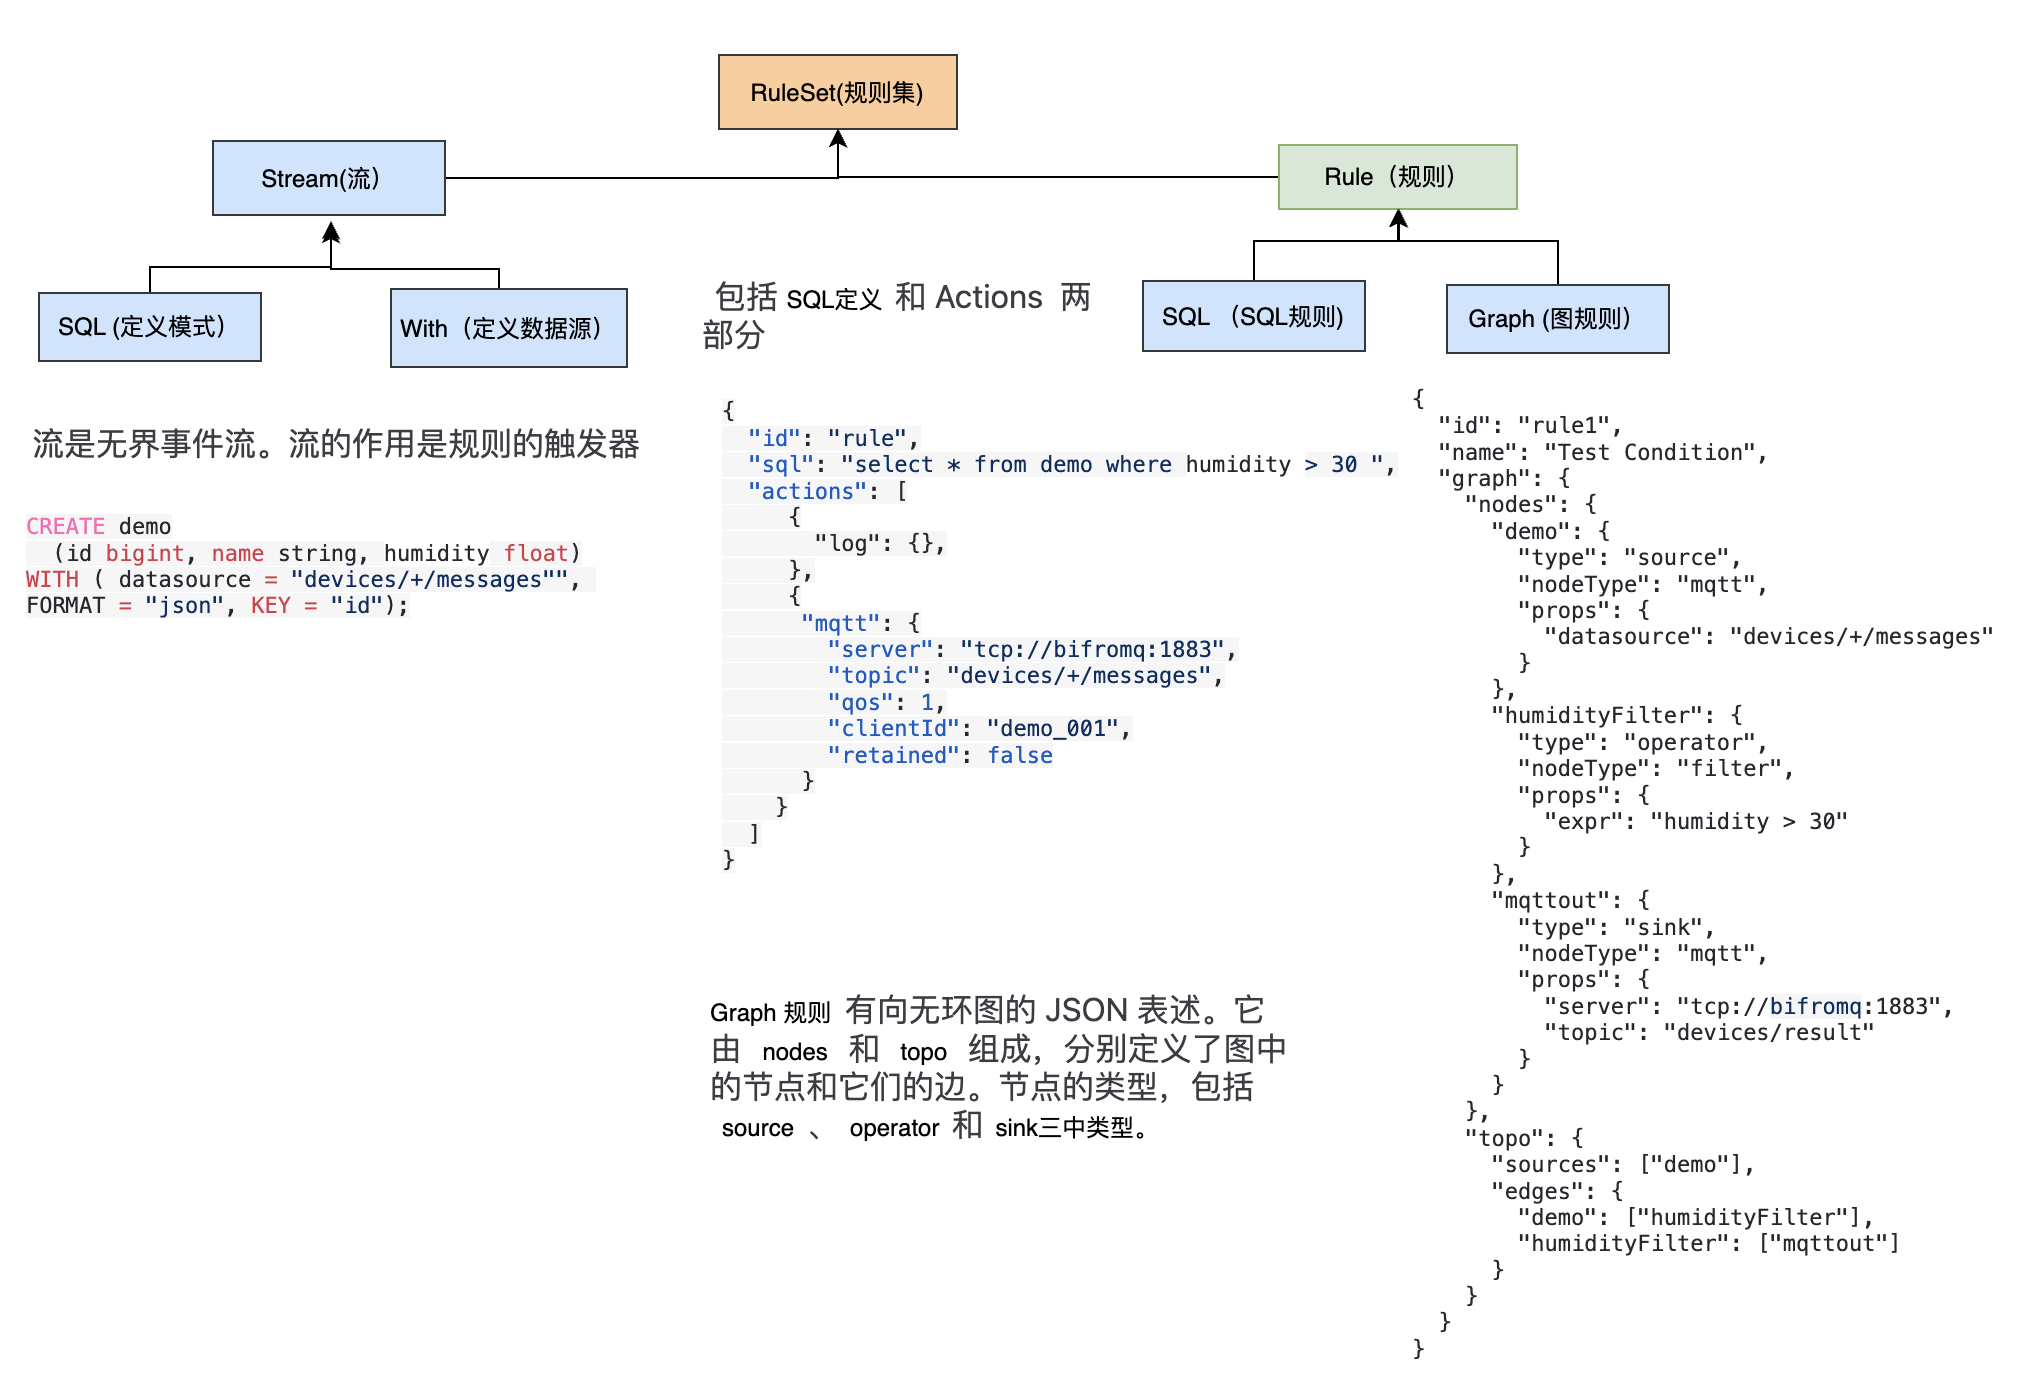 RuleSet(规则集)
Stream(流）
Rule（规则）
SQL (定义模式）
With（定义数据源）
SQL （SQL规则)
Graph (图规则）
流是无界事件流。流的作用是规则的触发器
CREATE demo
(id bigint, name string, humidity float)
WITH ( datasource = "devices/+/messages"",
FORMAT = "json", KEY = "id");
包括 SQL定义 和 Actions 两
部分
{
"id": "rule",
"sql": "select * from demo where humidity > 30 ",
"actions": [
{
"log": {},
},
{
"mqtt": {
"server": "tcp://bifromq:1883",
"topic": "devices/+/messages",
"qos": 1,
"clientId": "demo_001",
"retained": false
}
}
]
}
Graph 规则 有向无环图的 JSON 表述。它
由 nodes 和 topo 组成，分别定义了图中
的节点和它们的边。节点的类型，包括
source 、 operator 和 sink三中类型。
{
"id": "rule1",
"name": "Test Condition",
"graph": {
"nodes": {
"demo": {
"type": "source",
"nodeType": "mqtt",
"props": {
"datasource": "devices/+/messages"
}
},
"humidityFilter": {
"type": "operator",
"nodeType": "filter",
"props": {
"expr": "humidity > 30"
}
},
"mqttout": {
"type": "sink",
"nodeType": "mqtt",
"props": {
"server": "tcp://bifromq:1883",
"topic": "devices/result"
}
}
},
"topo": {
"sources": ["demo"],
"edges": {
"demo": ["humidityFilter"],
"humidityFilter": ["mqttout"]
}
}
}
}